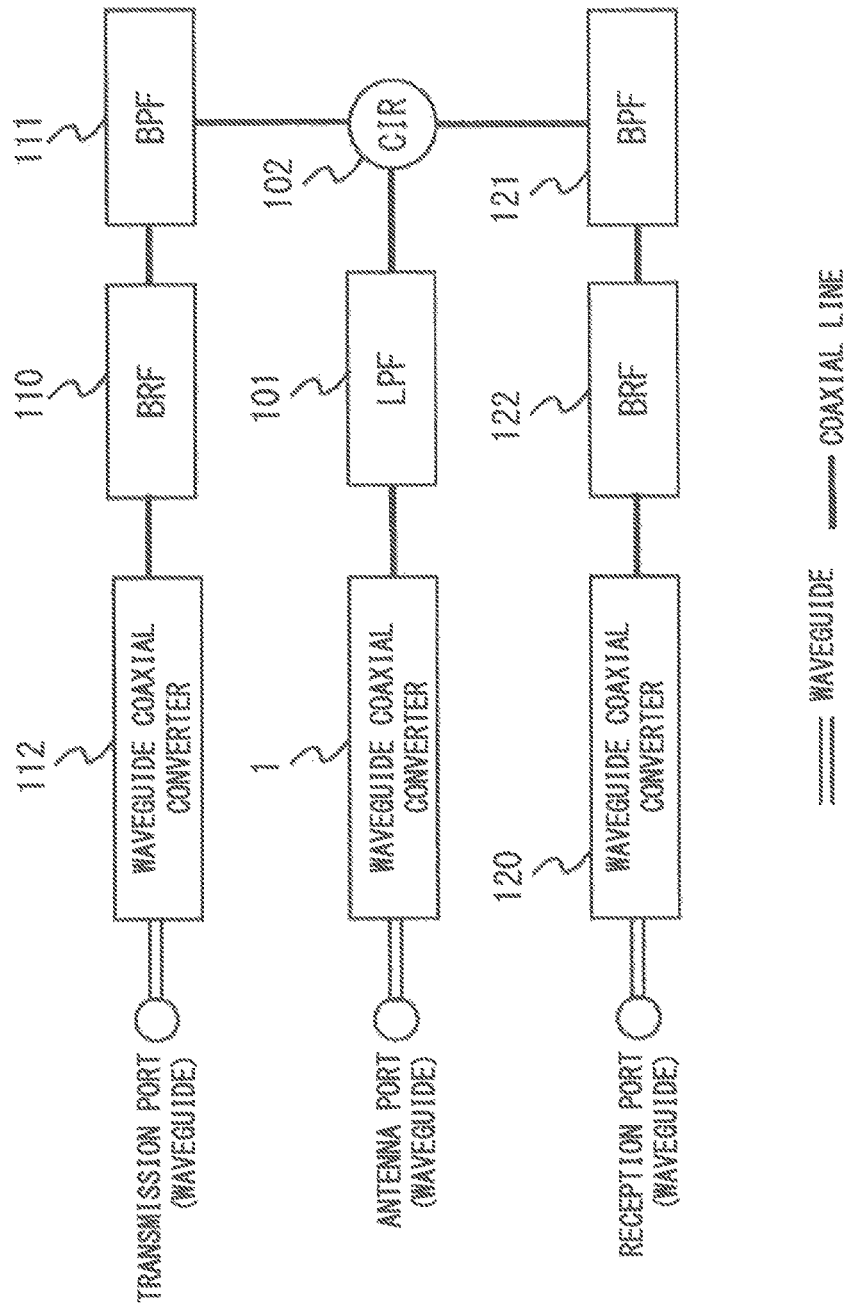 TRANSMISSION PORT
(WAVEGUIDE)
112
WAVEGUIDE COAXIAL
CONVERTER
110
BRF
111
BPF
ANTENNA PORT
(WAVEGUIDE)
1
WAVEGUIDE COAXIAL
CONVERTER
101
LPF
102
CIR
RECEPTION PORT
(WAVEGUIDE)
120
WAVEGUIDE COAXIAL
CONVERTER
122
BRF
121
BPF
WAVEGUIDE
COAXIAL LINE